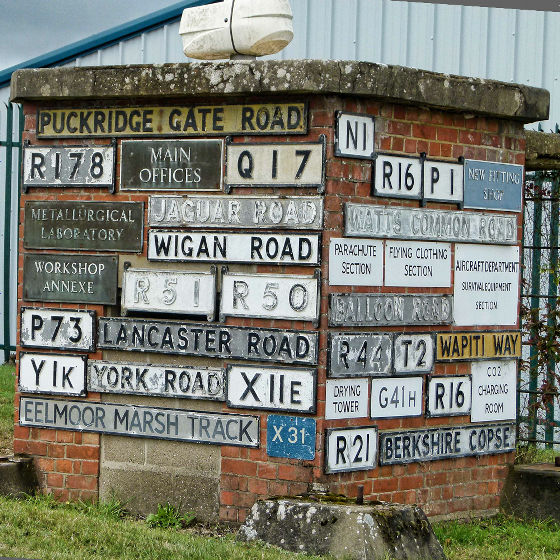 PUCKRIDGE GATE ROAD
R178
MAIN
OFFICES
Q17
METALLURGICAL
LABORATORY
JAGUAR ROAD
WIGAN ROAD
WORKSHOP
ANNEXE
R51
R50
P73
LANCASTER ROAD
Y1K
YORK ROAD
XIIE
EELMOOR MARSH TRACK
X31
N1
R16
P1
NEW FITTING
SHOP
WATTS COMMON ROAD
PARACHUTE
SECTION
FLYING CLOTHING
SECTION
AIRCRAFT DEPARTMENT
SURVIVAL EQUIPMENT
SECTION
BALLOON ROAD
R44
T2
WAPITI WAY
DRYING
TOWER
G41H
R16
CO2
CHARGING
ROOM
R21
BERKSHIRE COPSE